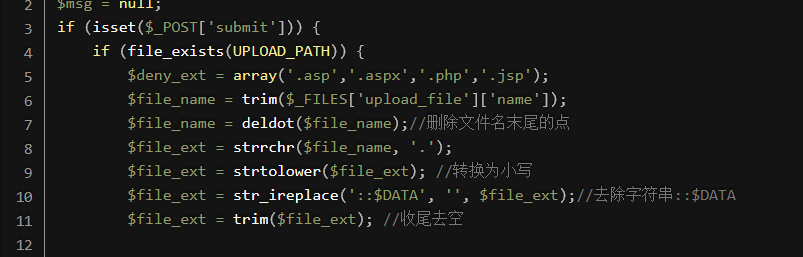 2 $msg = null;
3 if (isset($_POST['submit'])) {
4 if (file_exists(UPLOAD_PATH)) {
5 $deny_ext = array('.asp','.aspx','.php','.jsp');
6 $file_name = trim($_FILES['upload_file']['name']);
7 $file_name = deldot($file_name);//删除文件名末尾的点
8 $file_ext = strrchr($file_name, '.');
9 $file_ext = strtolower($file_ext); //转换为小写
10 $file_ext = str_ireplace('::$DATA', '', $file_ext);//去除字符串::$DATA
11 $file_ext = trim($file_ext); //收尾去空
12